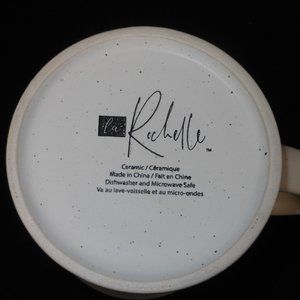 la Rochelle™
Ceramic / Céramique
Made in China / Fait en Chine
Dishwasher and Microwave Safe
Va au lave-vaisselle et au micro-ondes